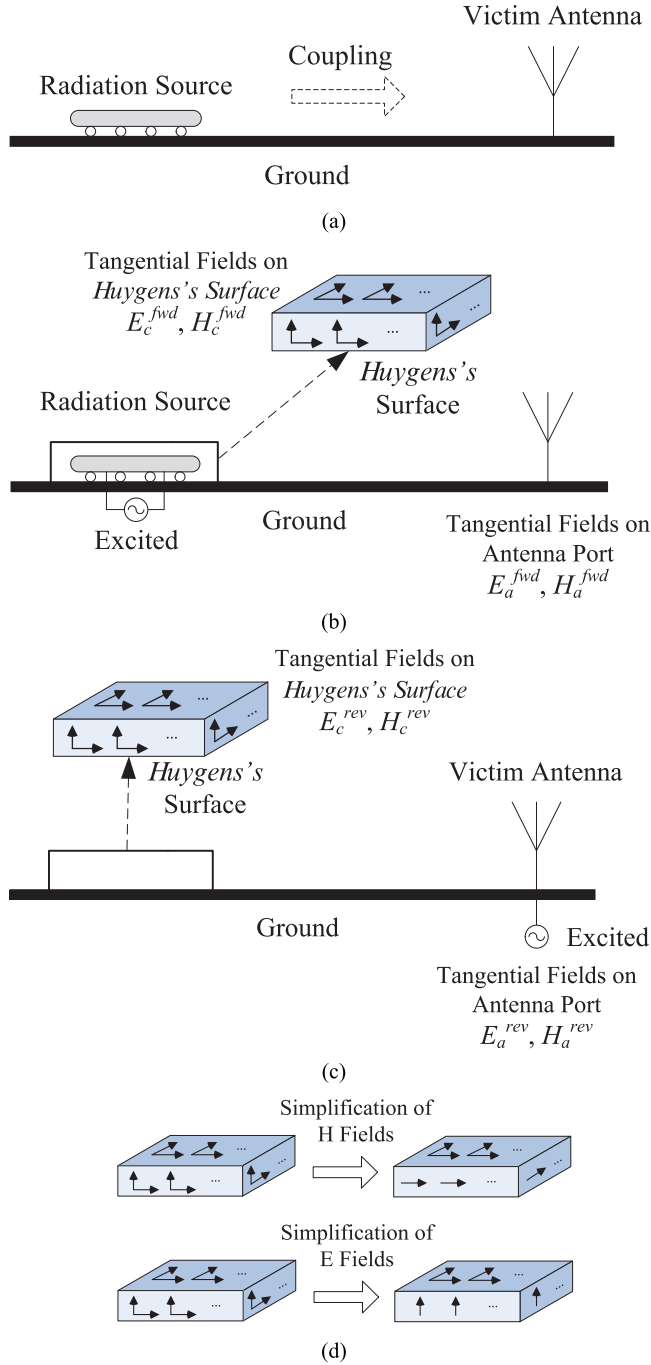 Victim Antenna
Coupling
Radiation Source
Ground
(a)
Tangential Fields on
Huygens's Surface
E_c^{fwd}, H_c^{fwd}
...
...
...
Huygens's
Surface
Radiation Source
Ground
Excited
Tangential Fields on
Antenna Port
E_a^{fwd}, H_a^{fwd}
(b)
Tangential Fields on
Huygens's Surface
E_c^{rev}, H_c^{rev}
...
...
...
Huygens's
Surface
Victim Antenna
Ground
Excited
Tangential Fields on
Antenna Port
E_a^{rev}, H_a^{rev}
(c)
Simplification of
H Fields
...
...
...
...
...
...
Simplification of
E Fields
...
...
...
...
...
...
(d)